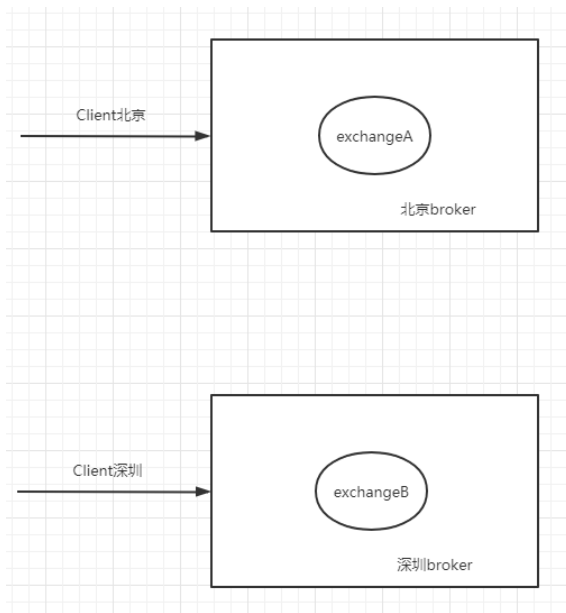 Client北京
exchangeA
北京broker
Client深圳
exchangeB
深圳broker